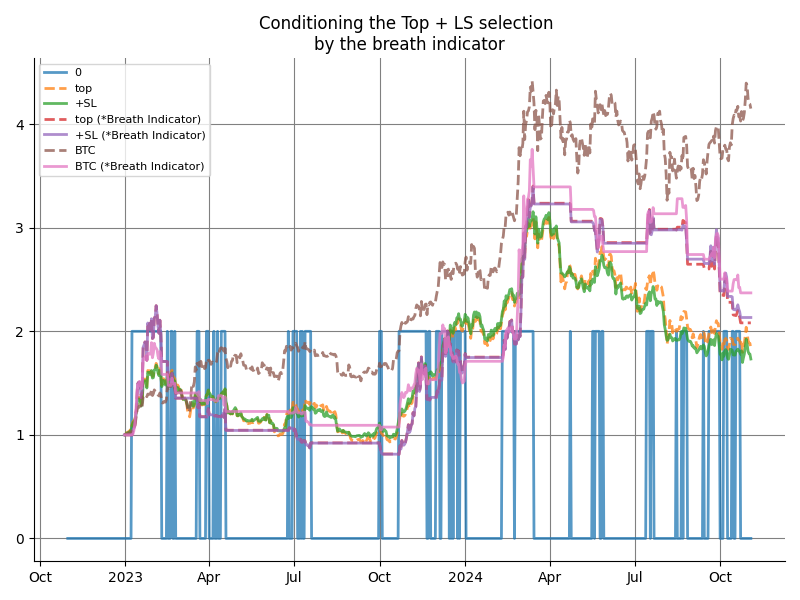 Conditioning the Top + LS selection
by the breath indicator
0
top
+SL
top (*Breath Indicator)
+SL (*Breath Indicator)
BTC
BTC (*Breath Indicator)
4
3
2
1
0
Oct 2023 Apr Jul Oct 2024 Apr Jul Oct